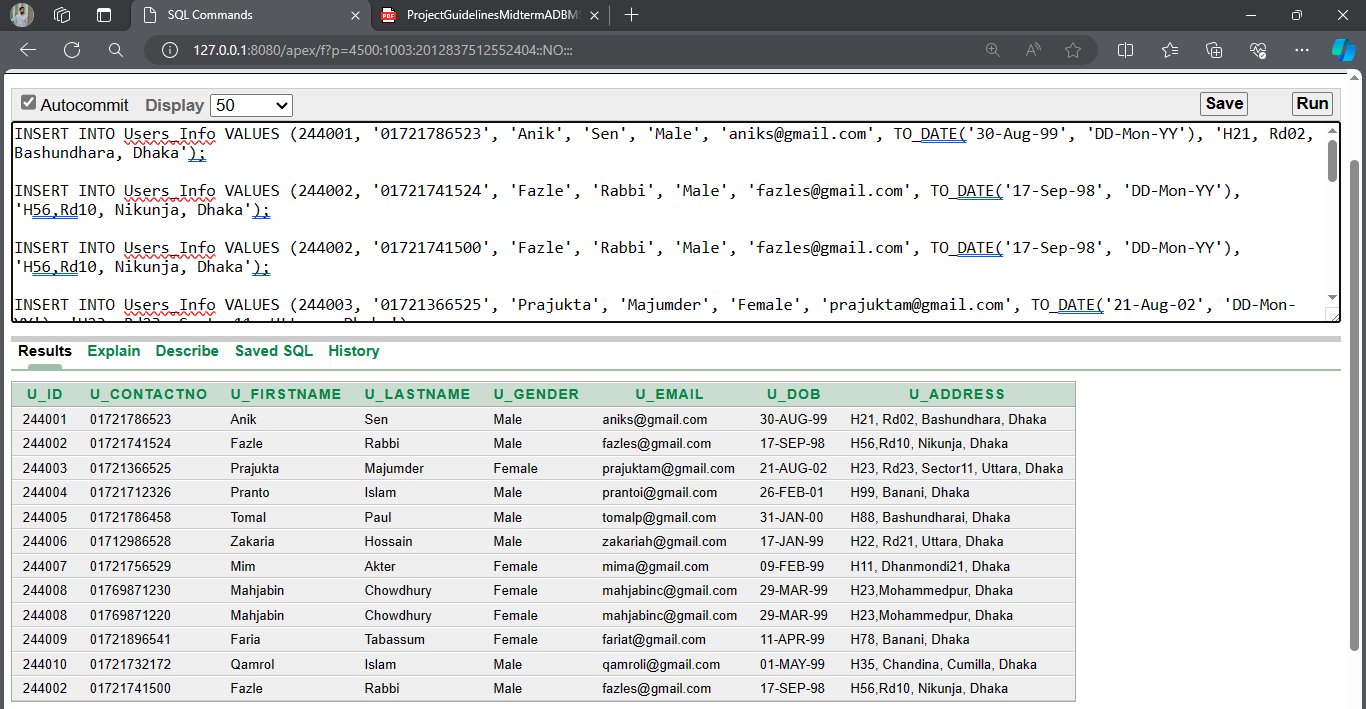 SQL Commands
ProjectGuidelinesMidtermADBMS
127.0.0.1:8080/apex/f?p=4500:1003:2012837512552404::NO:::
Autocommit Display 50 Save Run
INSERT INTO Users_Info VALUES (244001, '01721786523', 'Anik', 'Sen', 'Male', 'aniks@gmail.com', TO_DATE('30-Aug-99', 'DD-Mon-YY'), 'H21, Rd02,
Bashundhara, Dhaka');
INSERT INTO Users_Info VALUES (244002, '01721741524', 'Fazle', 'Rabbi', 'Male', 'fazles@gmail.com', TO_DATE('17-Sep-98', 'DD-Mon-YY'),
'H56,Rd10, Nikunja, Dhaka');
INSERT INTO Users_Info VALUES (244002, '01721741500', 'Fazle', 'Rabbi', 'Male', 'fazles@gmail.com', TO_DATE('17-Sep-98', 'DD-Mon-YY'),
'H56,Rd10, Nikunja, Dhaka');
INSERT INTO Users_Info VALUES (244003, '01721366525', 'Prajukta', 'Majumder', 'Female', 'prajuktam@gmail.com', TO_DATE('21-Aug-02', 'DD-Mon-
Results Explain Describe Saved SQL History
U_ID U_CONTACTNO U_FIRSTNAME U_LASTNAME U_GENDER U_EMAIL U_DOB U_ADDRESS
244001 01721786523 Anik Sen Male aniks@gmail.com 30-AUG-99 H21, Rd02, Bashundhara, Dhaka
244002 01721741524 Fazle Rabbi Male fazles@gmail.com 17-SEP-98 H56,Rd10, Nikunja, Dhaka
244003 01721366525 Prajukta Majumder Female prajuktam@gmail.com 21-AUG-02 H23, Rd23, Sector11, Uttara, Dhaka
244004 01721712326 Pranto Islam Male prantoi@gmail.com 26-FEB-01 H99, Banani, Dhaka
244005 01721786458 Tomal Paul Male tomalp@gmail.com 31-JAN-00 H88, Bashundharai, Dhaka
244006 01712986528 Zakaria Hossain Male zakariah@gmail.com 17-JAN-99 H22, Rd21, Uttara, Dhaka
244007 01721756529 Mim Akter Female mima@gmail.com 09-FEB-99 H11, Dhanmondi21, Dhaka
244008 01769871230 Mahjabin Chowdhury Female mahjabinc@gmail.com 29-MAR-99 H23,Mohammedpur, Dhaka
244008 01769871220 Mahjabin Chowdhury Female mahjabinc@gmail.com 29-MAR-99 H23,Mohammedpur, Dhaka
244009 01721896541 Faria Tabassum Female fariat@gmail.com 11-APR-99 H78, Banani, Dhaka
244010 01721732172 Qamrol Islam Male qamroli@gmail.com 01-MAY-99 H35, Chandina, Cumilla, Dhaka
244002 01721741500 Fazle Rabbi Male fazles@gmail.com 17-SEP-98 H56,Rd10, Nikunja, Dhaka